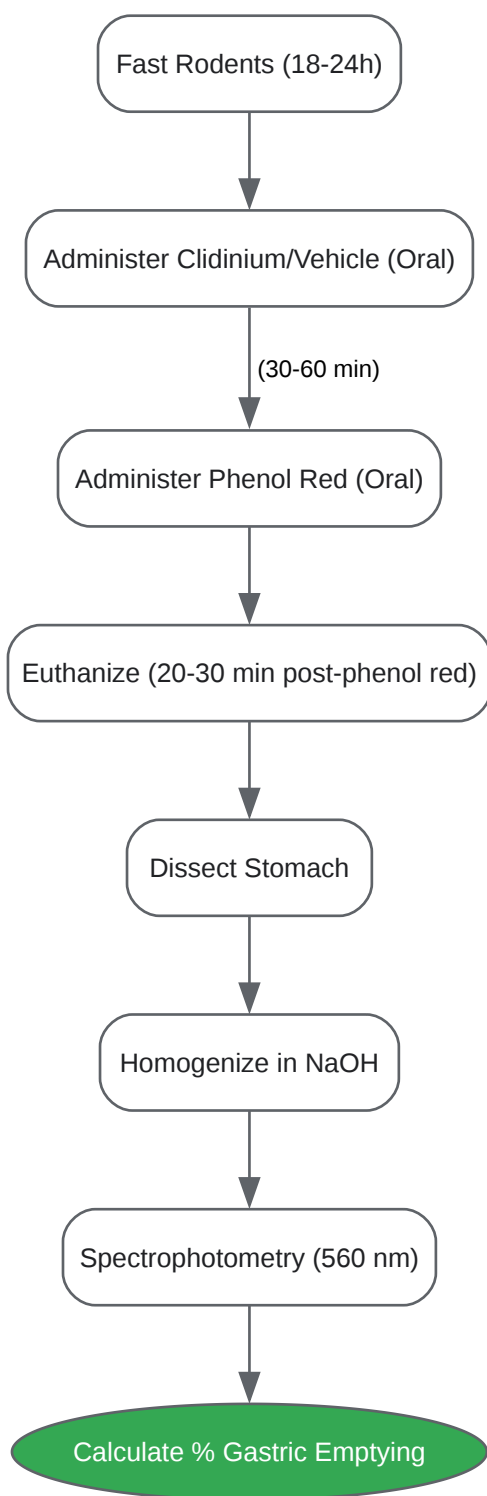 Fast Rodents (18-24h)
Administer Clidinium/Vehicle (Oral)
(30-60 min)
Administer Phenol Red (Oral)
Euthanize (20-30 min post-phenol red)
Dissect Stomach
Homogenize in NaOH
Spectrophotometry (560 nm)
Calculate % Gastric Emptying